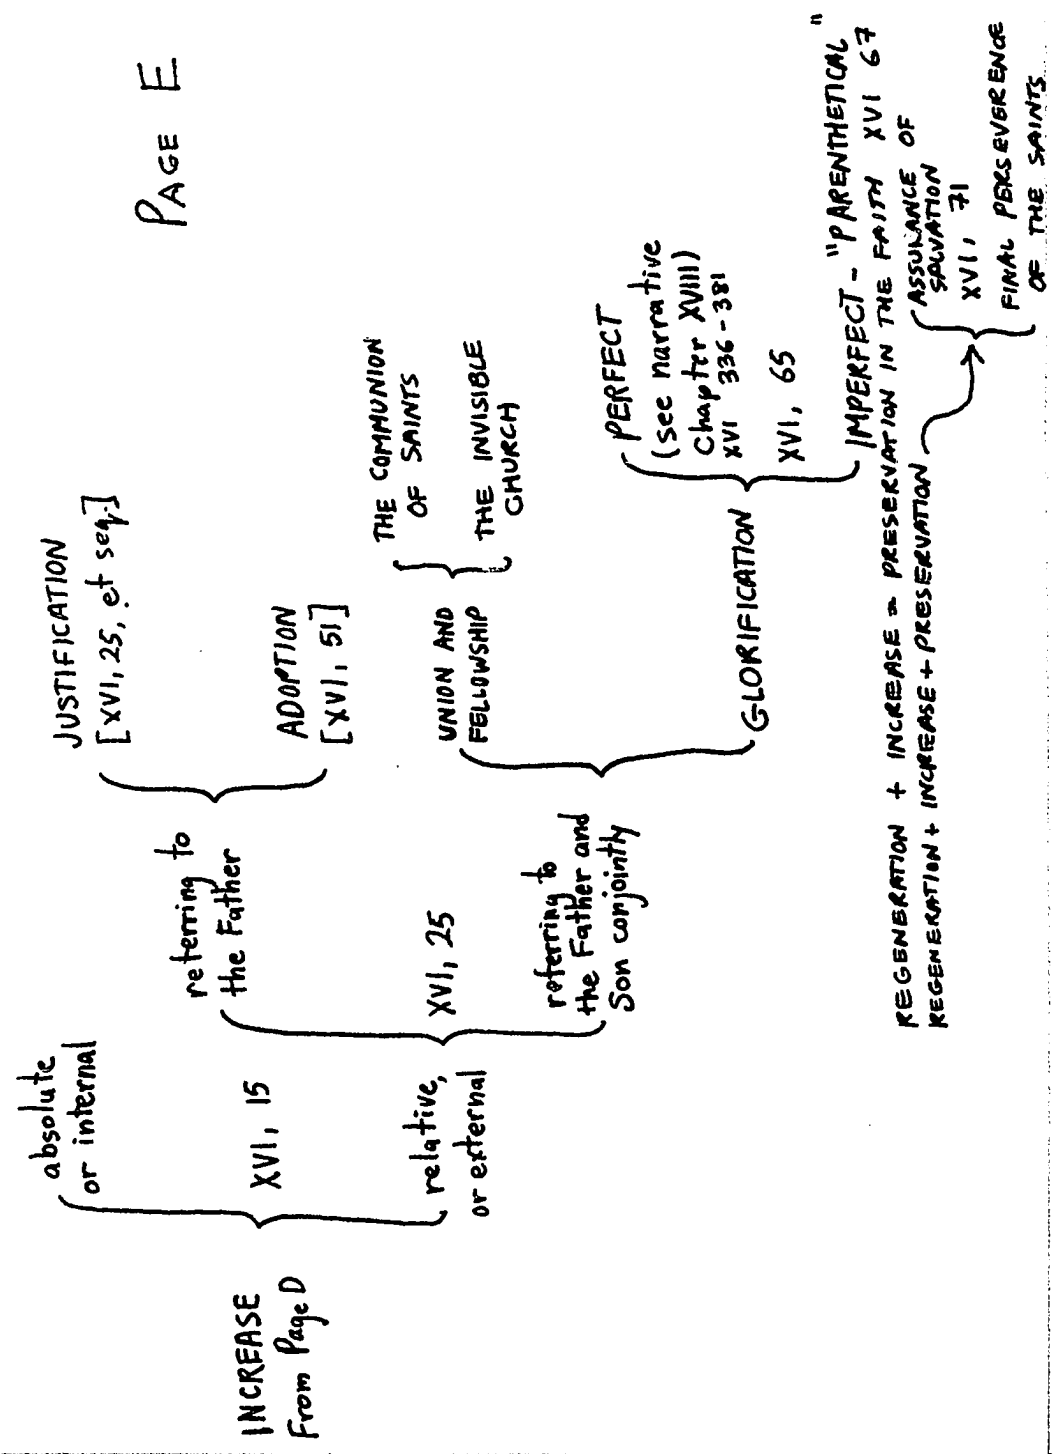 PAGE E
INCREASE
From Page D
absolute
or internal
XVI, 15
relative,
or external
referring to
the Father
XVI, 25
referring to
the Father and
Son conjointly
JUSTIFICATION
[XVI, 25, et seq.]
ADOPTION
[XVI, 51]
UNION AND
FELLOWSHIP
THE COMMUNION
OF SAINTS
THE INVISIBLE
CHURCH
GLORIFICATION
PERFECT
(see narrative
Chapter XVIII)
XVI 336-381
XVI, 65
IMPERFECT - "PARENTHETICAL"
REGENERATION + INCREASE = PRESERVATION IN THE FAITH XVI 67
REGENERATION + INCREASE + PRESERVATION
ASSURANCE OF
SALVATION
XVI, 71
FINAL PERSEVERENCE
OF THE SAINTS